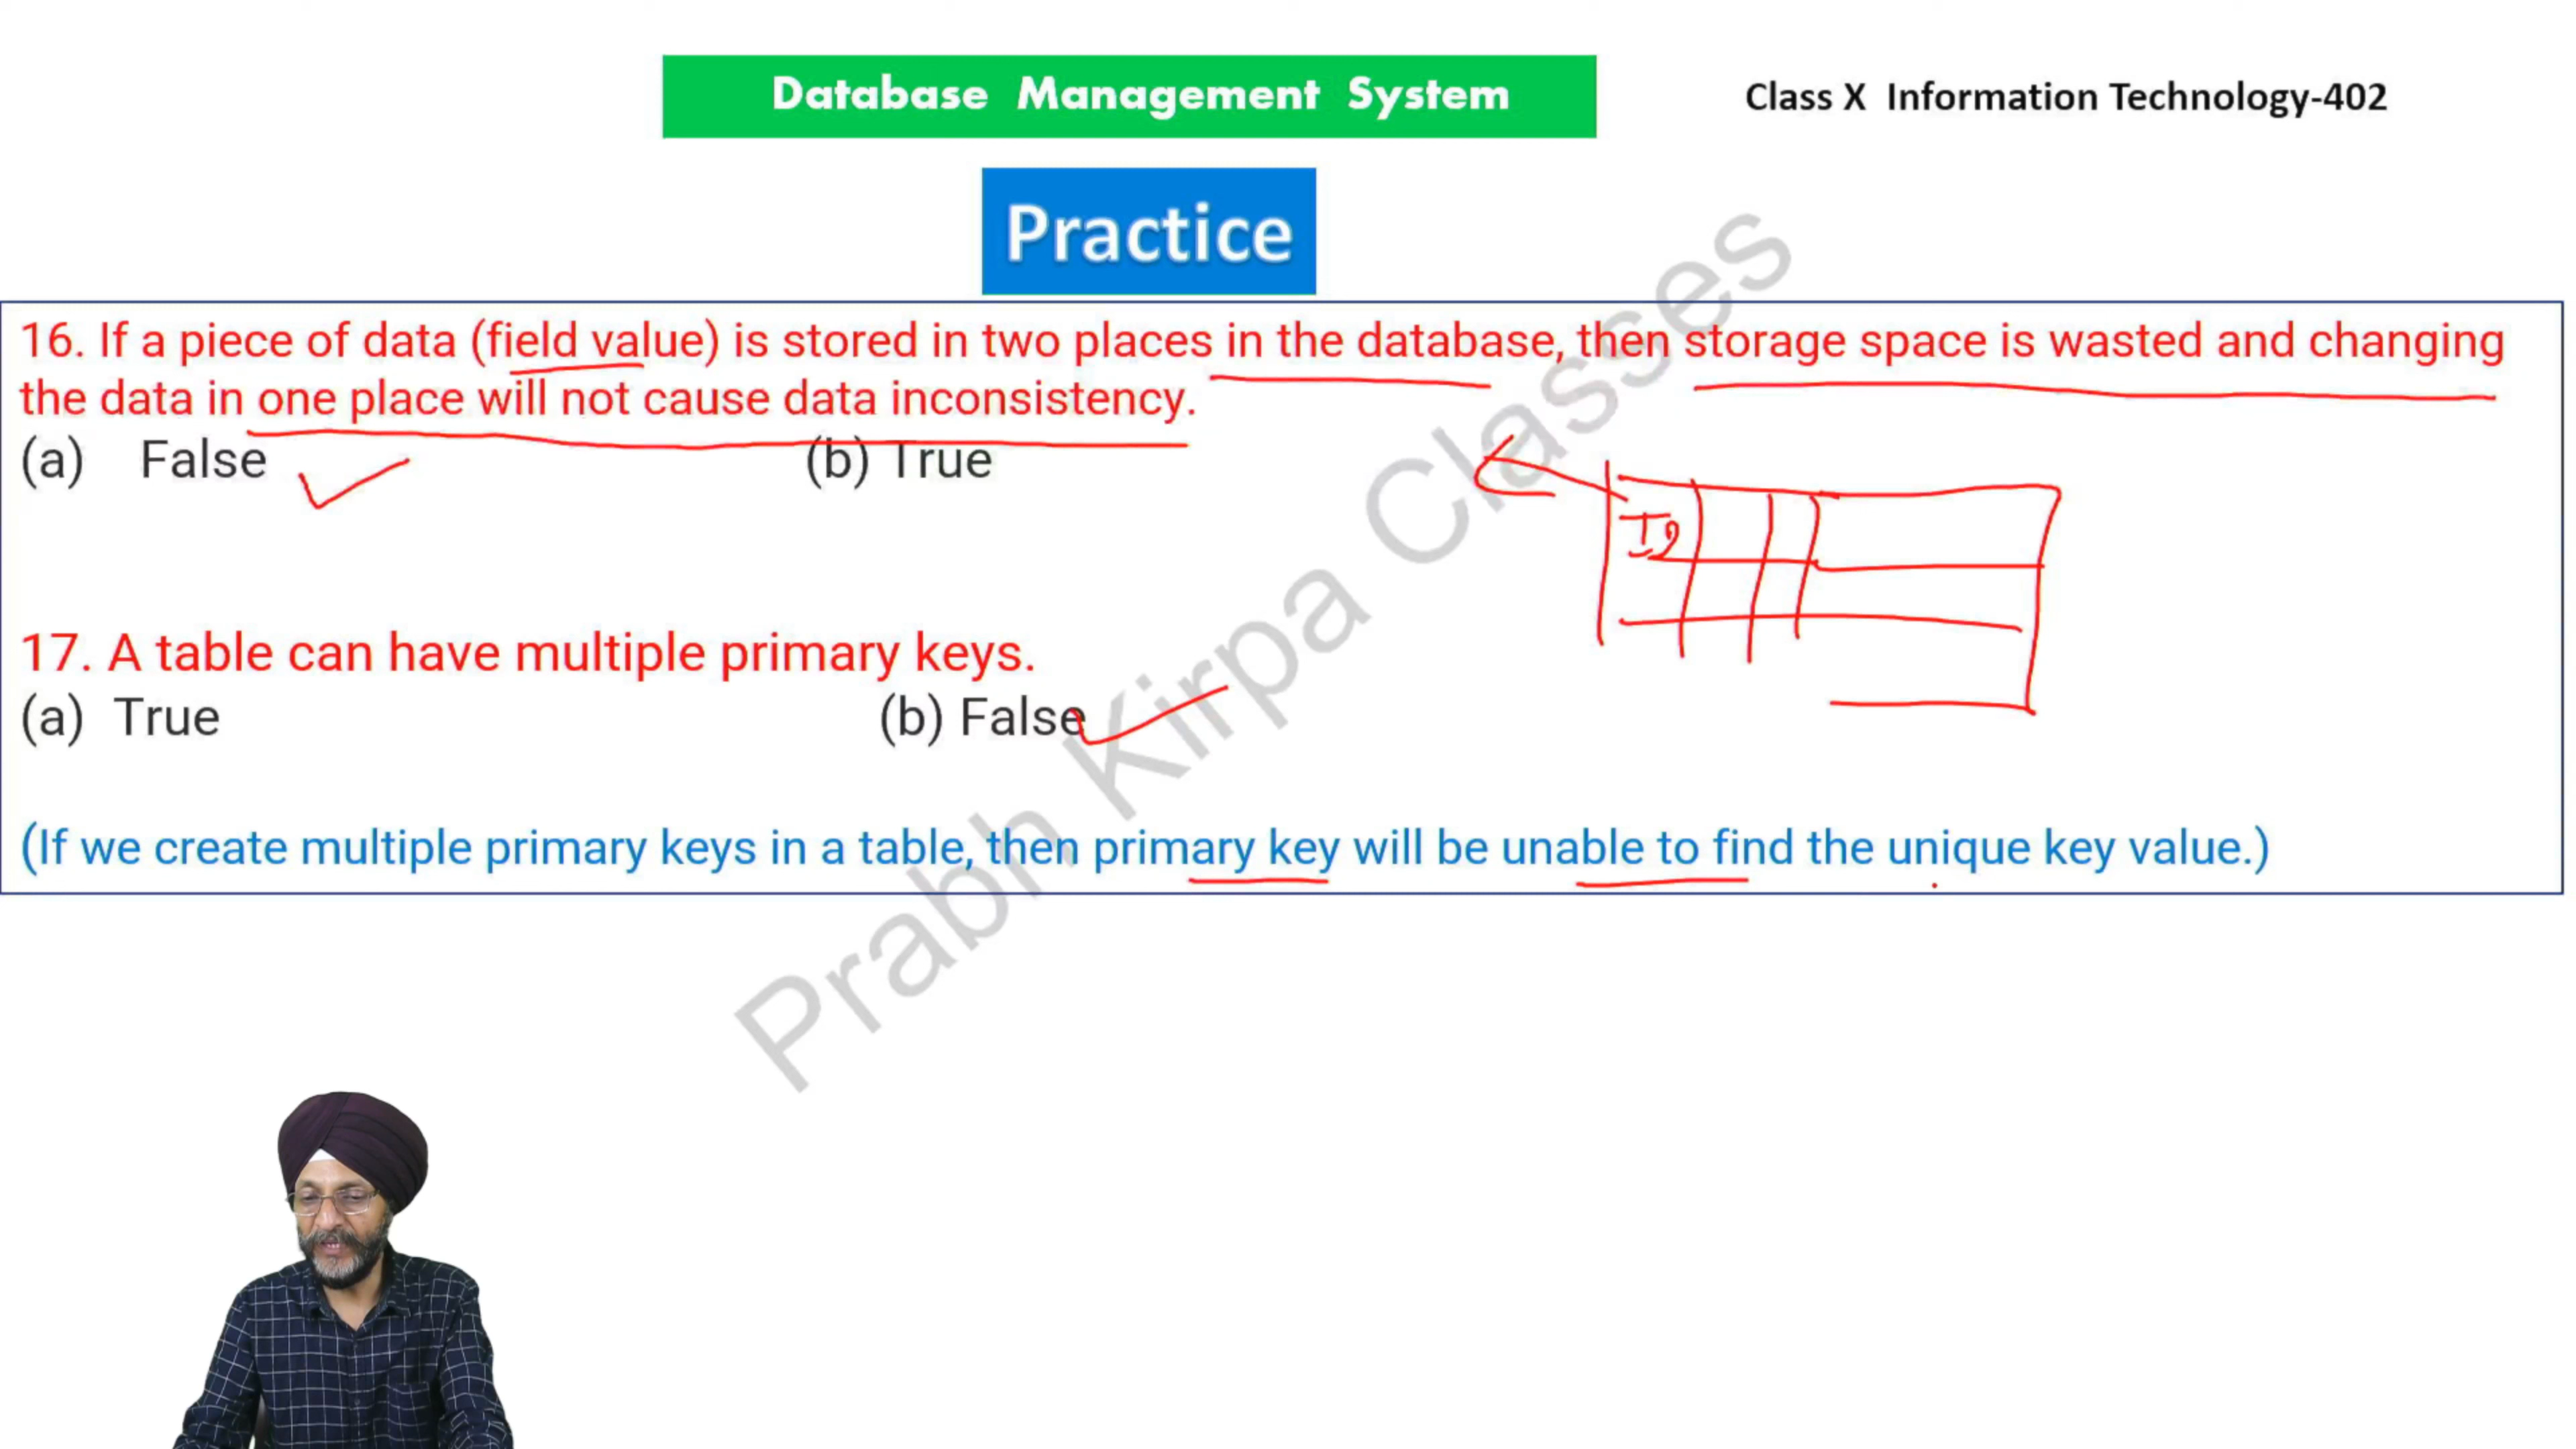 Database Management System
Class X Information Technology-402
Practice
16. If a piece of data (field value) is stored in two places in the database, then storage space is wasted and changing
the data in one place will not cause data inconsistency.
(a) False (b) True
ID
17. A table can have multiple primary keys.
(a) True (b) False
(If we create multiple primary keys in a table, then primary key will be unable to find the unique key value.)
Prabh Kirpa Classes